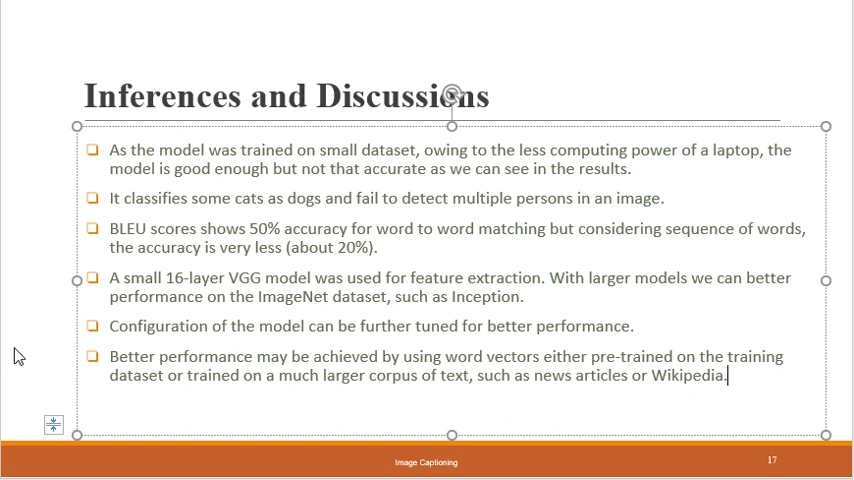 Inferences and Discussions
❑ As the model was trained on small dataset, owing to the less computing power of a laptop, the
model is good enough but not that accurate as we can see in the results.
❑ It classifies some cats as dogs and fail to detect multiple persons in an image.
❑ BLEU scores shows 50% accuracy for word to word matching but considering sequence of words,
the accuracy is very less (about 20%).
❑ A small 16-layer VGG model was used for feature extraction. With larger models we can better
performance on the ImageNet dataset, such as Inception.
❑ Configuration of the model can be further tuned for better performance.
❑ Better performance may be achieved by using word vectors either pre-trained on the training
dataset or trained on a much larger corpus of text, such as news articles or Wikipedia.
Image Captioning
17